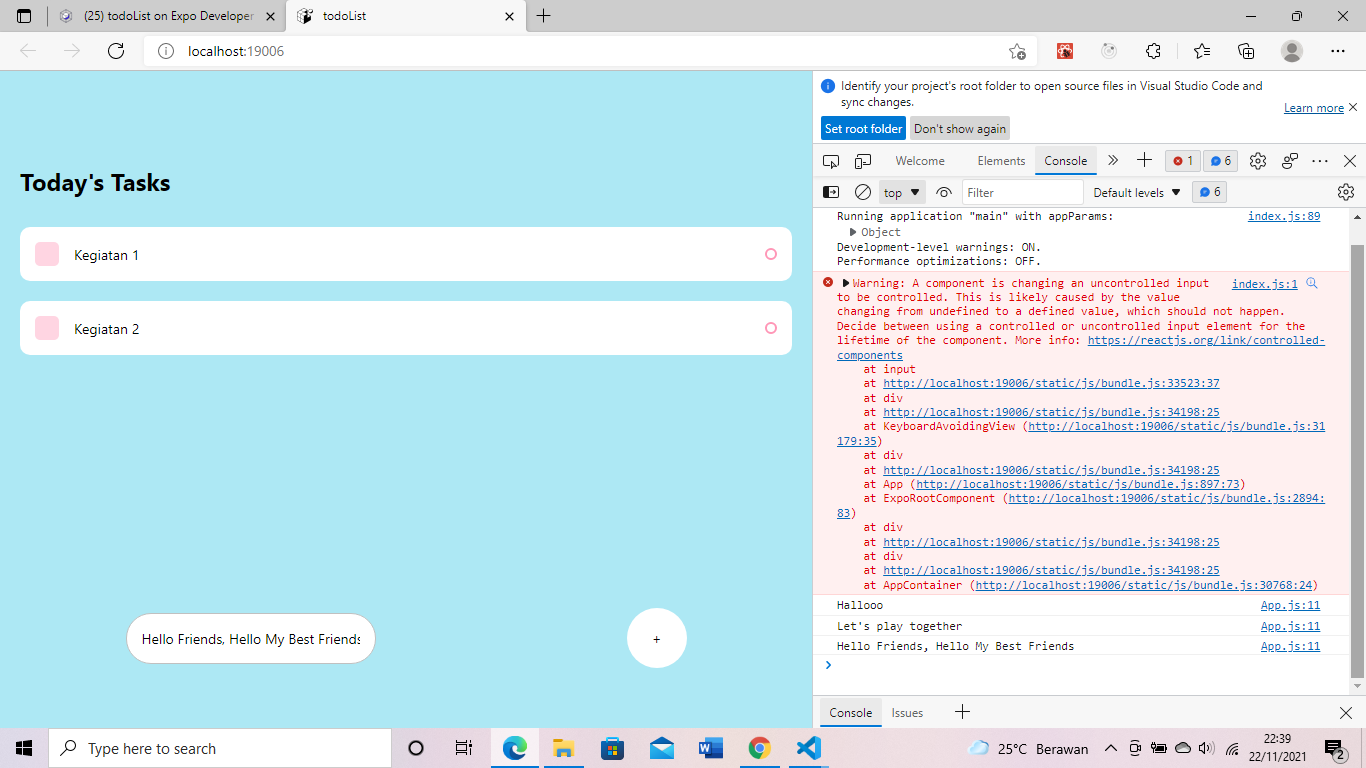 (25) todoList on Expo Developer
todoList
localhost:19006
Today's Tasks
Kegiatan 1
Kegiatan 2
Hello Friends, Hello My Best Friends
+
Identify your project's root folder to open source files in Visual Studio Code and
sync changes.
Learn more
Set root folder
Don't show again
Welcome
Elements
Console
1
6
top
Filter
Default levels
6
Running application "main" with appParams:
index.js:89
Object
Development-level warnings: ON.
Performance optimizations: OFF.
Warning: A component is changing an uncontrolled input
index.js:1
to be controlled. This is likely caused by the value
changing from undefined to a defined value, which should not happen.
Decide between using a controlled or uncontrolled input element for the
lifetime of the component. More info: https://reactjs.org/link/controlled-
components
at input
at http://localhost:19006/static/js/bundle.js:33523:37
at div
at http://localhost:19006/static/js/bundle.js:34198:25
at KeyboardAvoidingView (http://localhost:19006/static/js/bundle.js:31
179:35)
at div
at http://localhost:19006/static/js/bundle.js:34198:25
at App (http://localhost:19006/static/js/bundle.js:897:73)
at ExpoRootComponent (http://localhost:19006/static/js/bundle.js:2894:
83)
at div
at http://localhost:19006/static/js/bundle.js:34198:25
at div
at http://localhost:19006/static/js/bundle.js:34198:25
at AppContainer (http://localhost:19006/static/js/bundle.js:30768:24)
Hallooo
App.js:11
Let's play together
App.js:11
Hello Friends, Hello My Best Friends
App.js:11
Console
Issues
Type here to search
25°C Berawan
22:39
22/11/2021
2